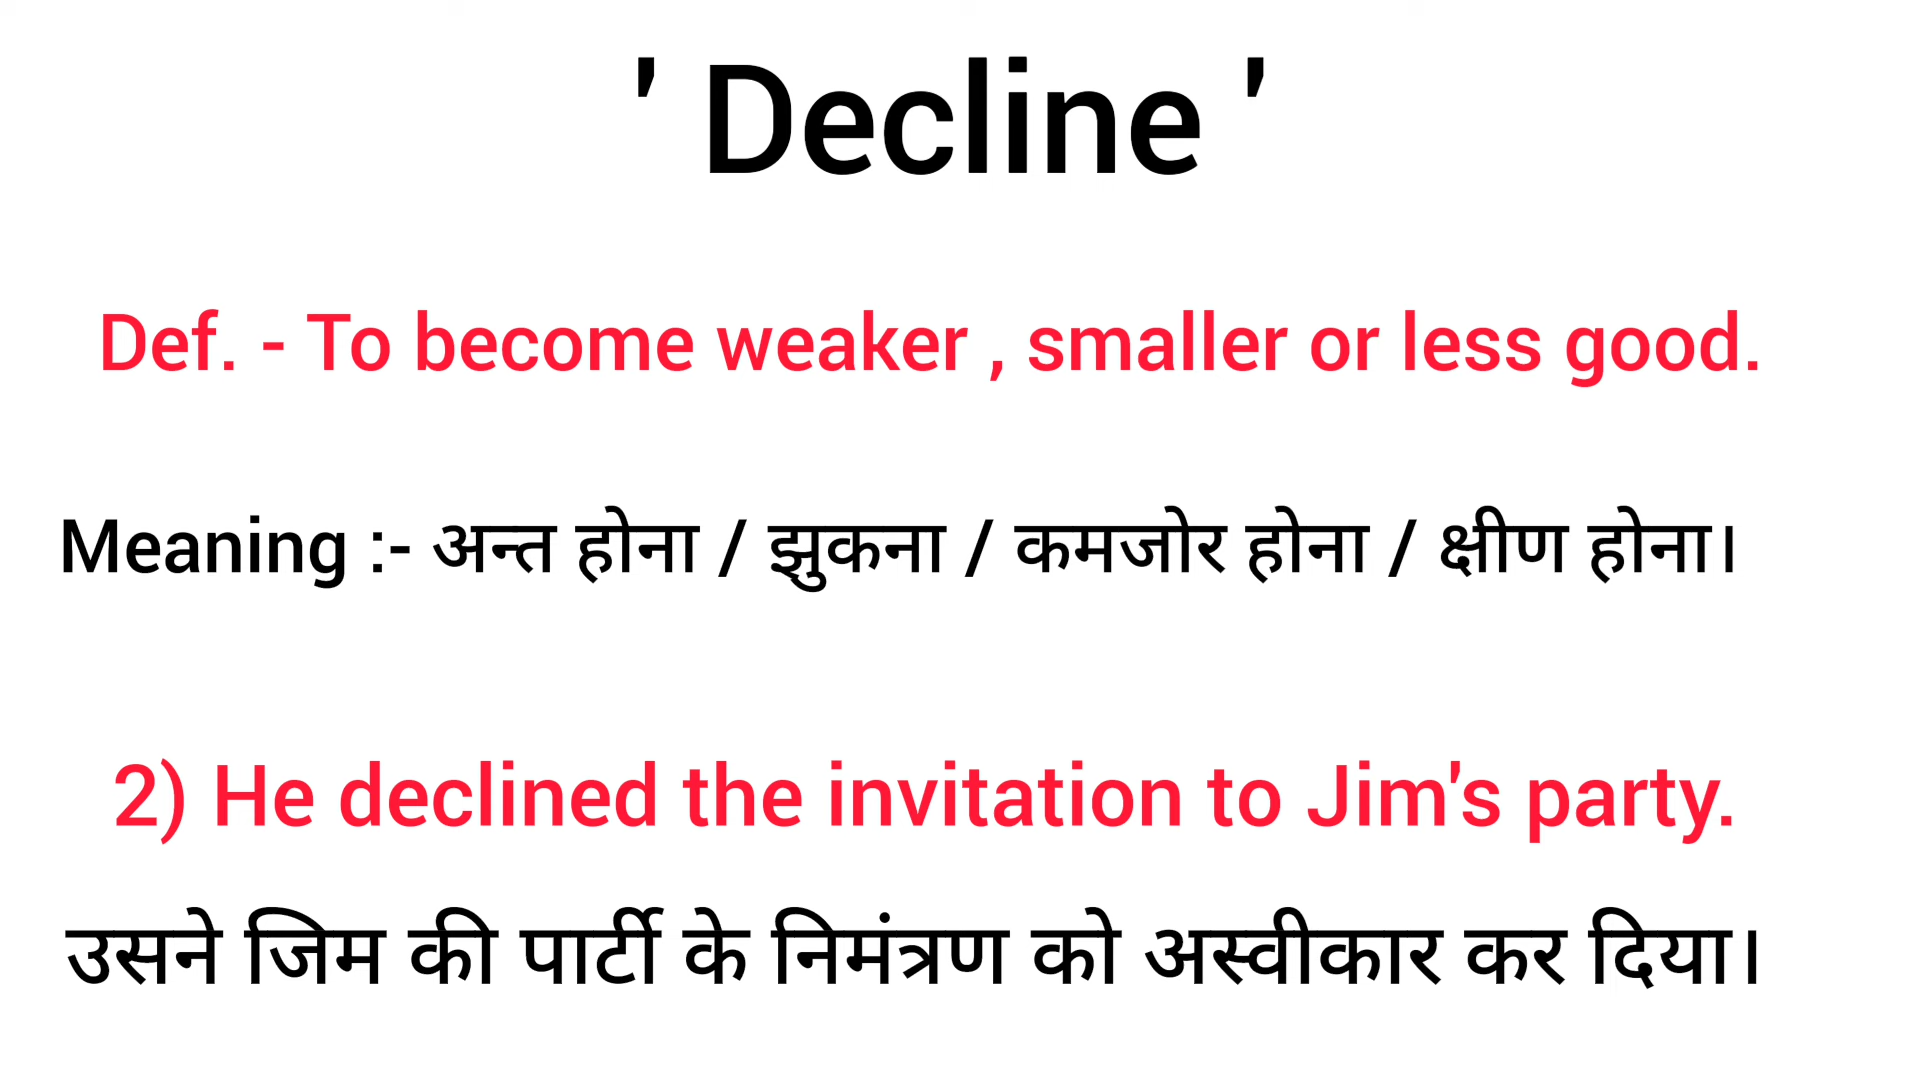 ' Decline '
Def. - To become weaker , smaller or less good.
Meaning :- अन्त होना / झुकना / कमजोर होना / क्षीण होना।
2) He declined the invitation to Jim's party.
उसने जिम की पार्टी के निमंत्रण को अस्वीकार कर दिया।